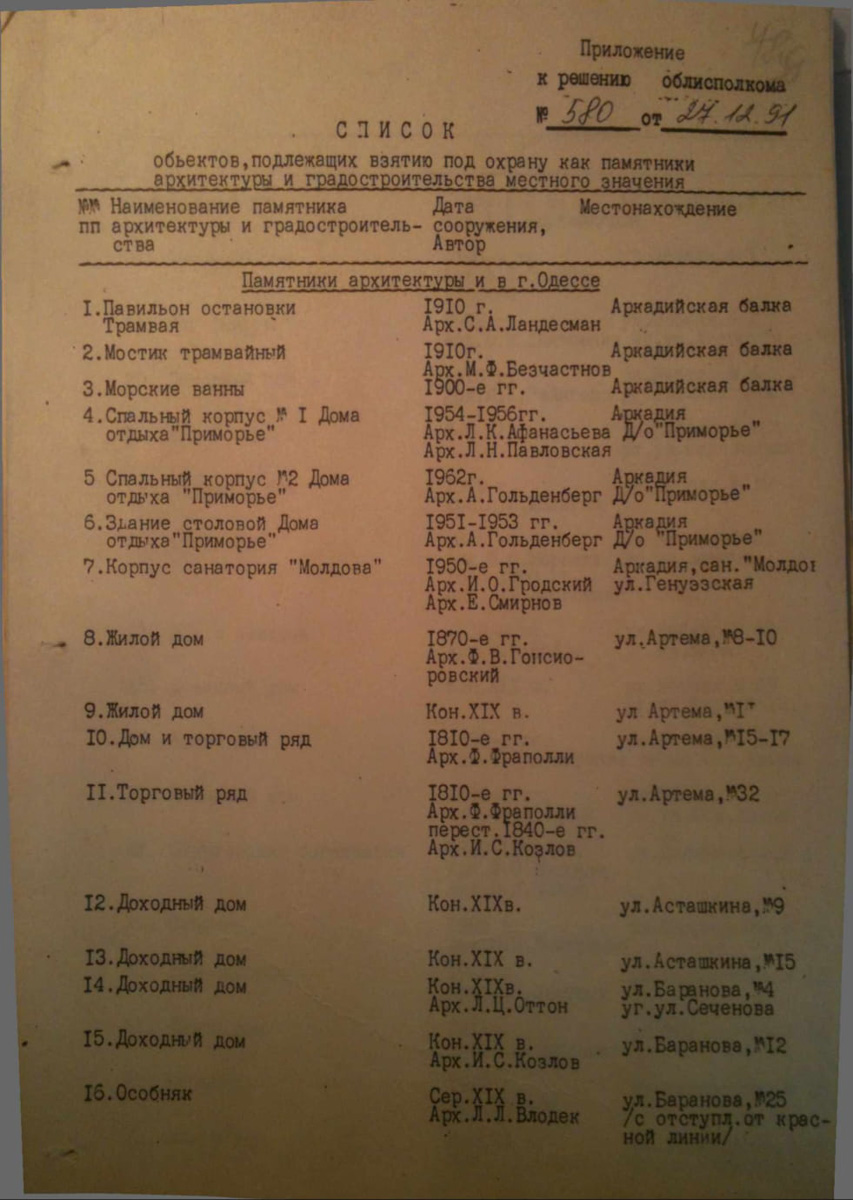 Приложение
к решению облисполкома
№ 580 от 27.12.91
СПИСОК
обьектов,подлежащих взятию под охрану как памятники
архитектуры и градостроительства местного значения
№№ Наименование памятника Дата Местонахождение
пп архитектуры и градостроитель- сооружения,
ства Автор
Памятники архитектуры и в г.Одессе
I.Павильон остановки I9I0 г. Аркадийская балка
Трамвая Арх.С.А.Ландесман
2.Мостик трамвайный I9I0г. Аркадийская балка
Арх.М.Ф.Безчастнов
3.Морские ванны I900-е гг. Аркадийская балка
4.Спальный корпус № I Дома I954-I956гг. Аркадия
отдыха"Приморье" Арх.Л.К.Афанасьева Д/о"Приморье"
Арх.Л.Н.Павловская
5 Спальный корпус №2 Дома I962г. Аркадия
отдыха "Приморье" Арх.А.Гольденберг Д/о"Приморье"
6.Здание столовой Дома I95I-I953 гг. Аркадия
отдыха"Приморье" Арх.А.Гольденберг Д/о "Приморье"
7.Корпус санатория "Молдова" I950-е гг. Аркадия,сан."Молдо
Арх.И.О.Гродский ул.Генуэзская
Арх.Е.Смирнов
8.Жилой дом I870-е гг. ул.Артема,№8-I0
Арх.Ф.В.Гонсио-
ровский
9.Жилой дом Кон.XIX в. ул Артема,
I0.Дом и торговый ряд I8I0-е гг. ул.Артема,№I5-I7
Арх.Ф.Фраполли
II.Торговый ряд I8I0-е гг. ул.Артема,№32
Арх.Ф.Фраполли
перест.I840-е гг.
Арх.И.С.Козлов
I2.Доходный дом Кон.XIXв. ул.Асташкина,№9
I3.Доходный дом Кон.XIX в. ул.Асташкина,№I5
I4.Доходный дом Кон.XIXв. ул.Баранова,№4
Арх.Л.Ц.Оттон уг.ул.Сеченова
I5.Доходный дом Кон.XIX в. ул.Баранова,№I2
Арх.И.С.Козлов
I6.Особняк Сер.XIX в. ул.Баранова,№25
Арх.Л.Л.Влодек /с отступл.от крас-
ной линии/